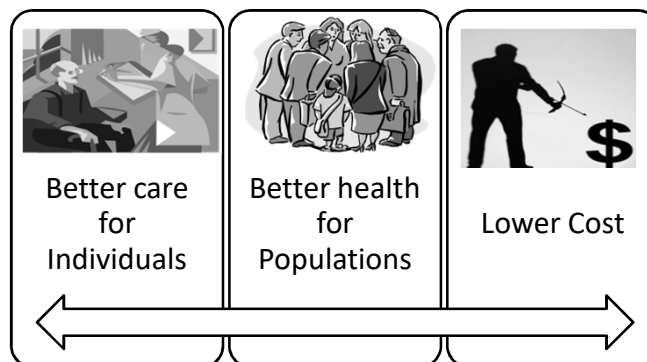 Better care
for
Individuals
Better health
for
Populations
$
Lower Cost